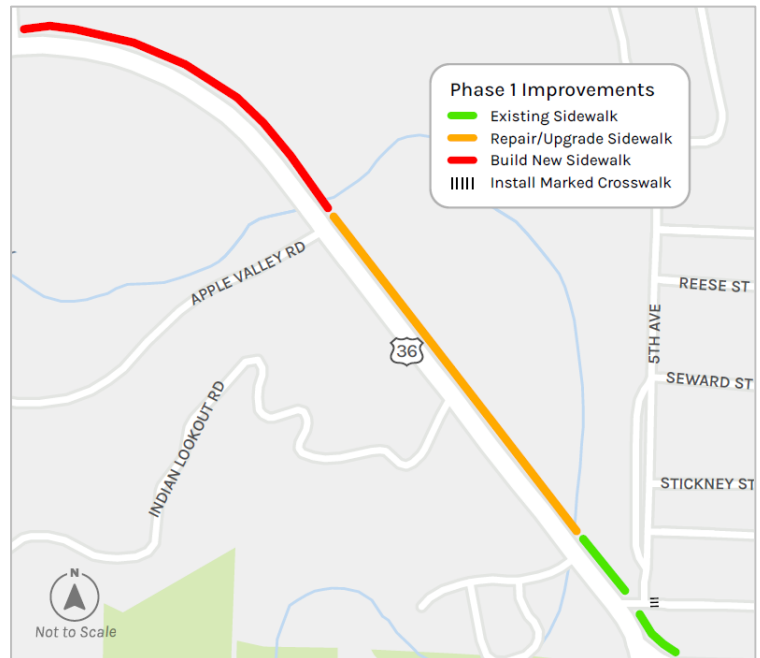 Phase 1 Improvements
Existing Sidewalk
Repair/Upgrade Sidewalk
Build New Sidewalk
Install Marked Crosswalk
APPLE VALLEY RD
REESE ST
5TH AVE
36
SEWARD ST
INDIAN LOOKOUT RD
STICKNEY ST
N
Not to Scale